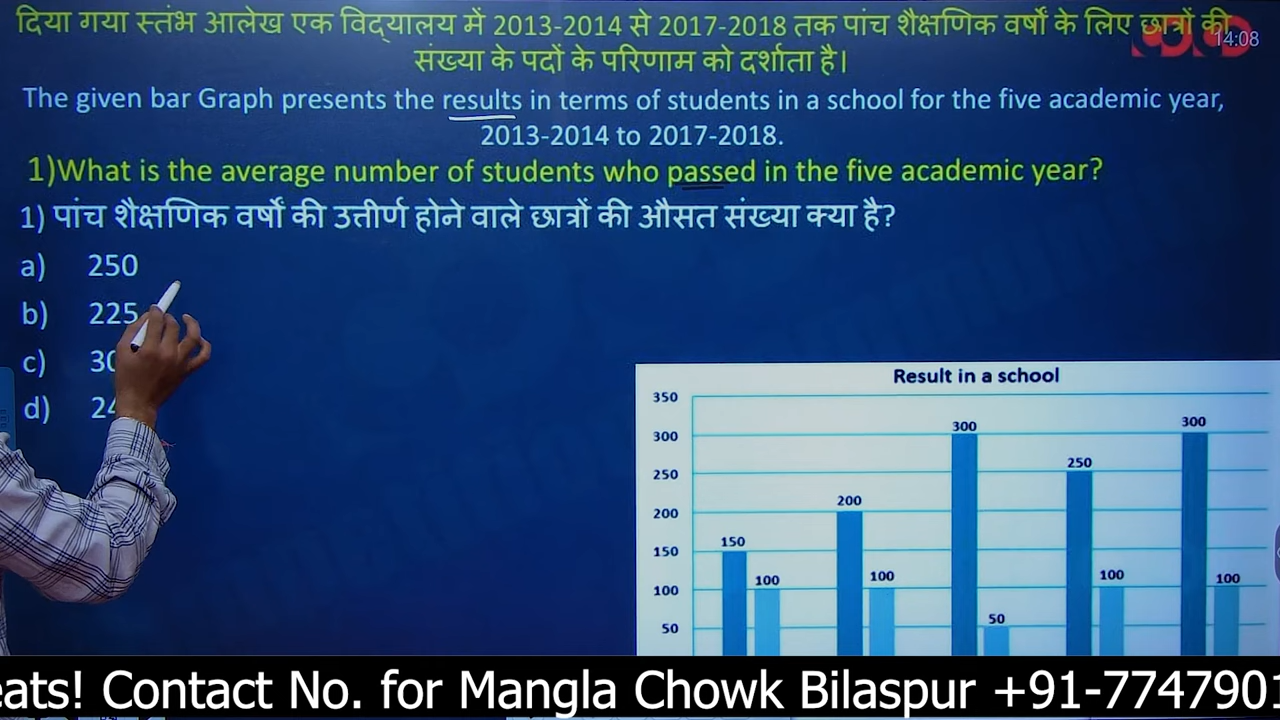 दिया गया स्तंभ आलेख एक विद्यालय में 2013-2014 से 2017-2018 तक पांच शैक्षणिक वर्षों के लिए छात्रों की
14:08
संख्या के पदों के परिणाम को दर्शाता है।
The given bar Graph presents the results in terms of students in a school for the five academic year,
2013-2014 to 2017-2018.
1)What is the average number of students who passed in the five academic year?
1) पांच शैक्षणिक वर्षों की उत्तीर्ण होने वाले छात्रों की औसत संख्या क्या है?
a) 250
b) 225
c) 30
d) 24
Result in a school
350
300
250
200
150
100
50
150
100
200
100
300
50
250
100
300
100
eats! Contact No. for Mangla Chowk Bilaspur +91-7747901